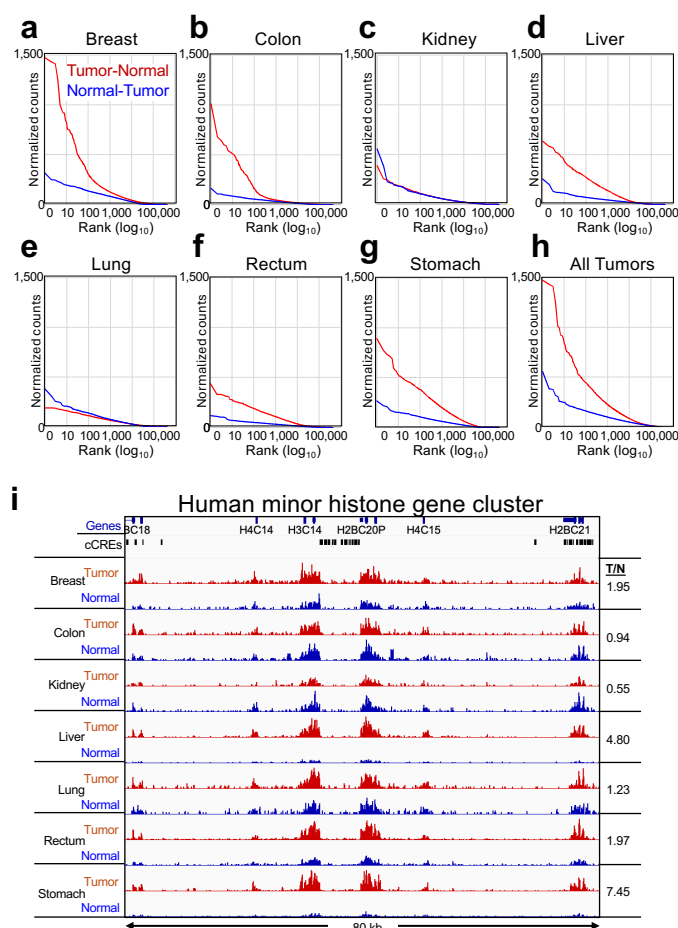 a Breast b Colon c Kidney d Liver
1,500 1,500 1,500 1,500
Tumor-Normal
Normal-Tumor
Normalized counts Normalized counts Normalized counts Normalized counts
0 0 0 0
0 10 100 1,000 100,000 0 10 100 1,000 100,000 0 10 100 1,000 100,000 0 10 100 1,000 100,000
Rank (log10) Rank (log10) Rank (log10) Rank (log10)
e Lung f Rectum g Stomach h All Tumors
1,500 1,500 1,500 1,500
Normalized counts Normalized counts Normalized counts Normalized counts
0 0 0 0
0 10 100 1,000 100,000 0 10 100 1,000 100,000 0 10 100 1,000 100,000 0 10 100 1,000 100,000
Rank (log10) Rank (log10) Rank (log10) Rank (log10)
i Human minor histone gene cluster
Genes BC18 H4C14 H3C14 H2BC20P H4C15 H2BC21
cCREs
T/N
Breast Tumor 1.95
Normal
Colon Tumor 0.94
Normal
Kidney Tumor 0.55
Normal
Liver Tumor 4.80
Normal
Lung Tumor 1.23
Normal
Rectum Tumor 1.97
Normal
Stomach Tumor 7.45
Normal
80 kb